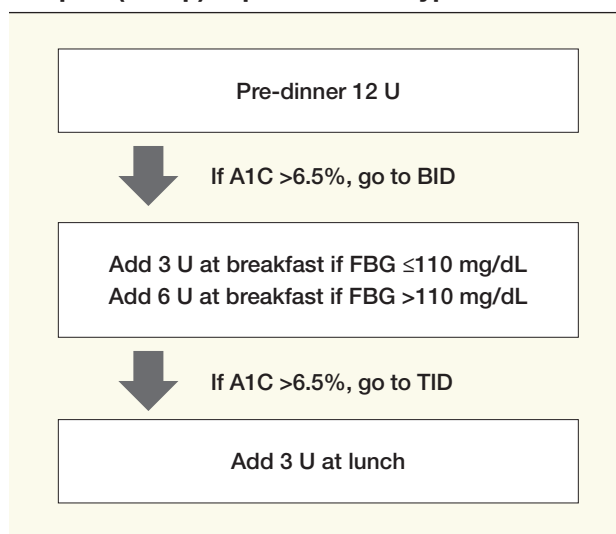 Pre-dinner 12 U
If A1C >6.5%, go to BID
Add 3 U at breakfast if FBG ≤110 mg/dL
Add 6 U at breakfast if FBG >110 mg/dL
If A1C >6.5%, go to TID
Add 3 U at lunch